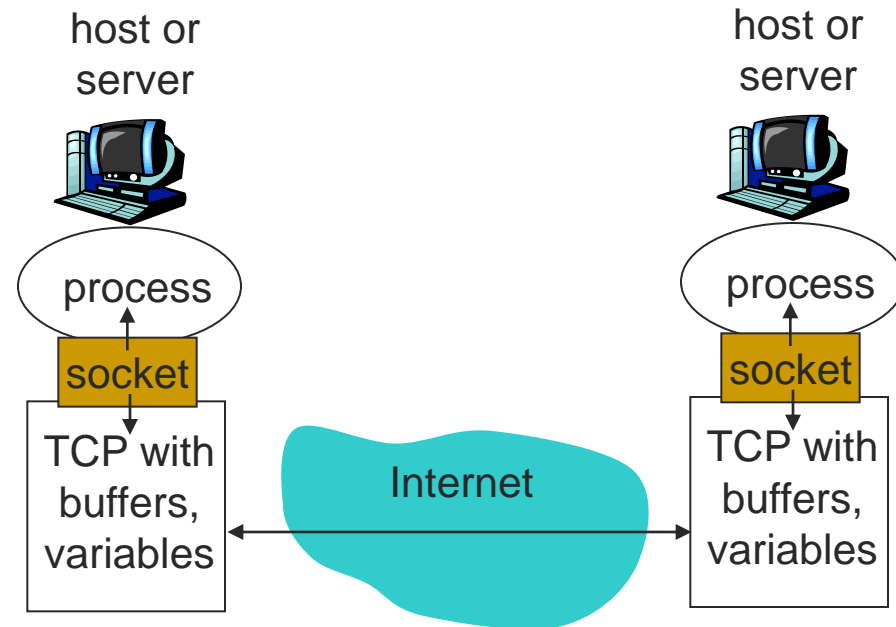 host or
server
process
socket
TCP with
buffers,
variables
Internet
host or
server
process
socket
TCP with
buffers,
variables